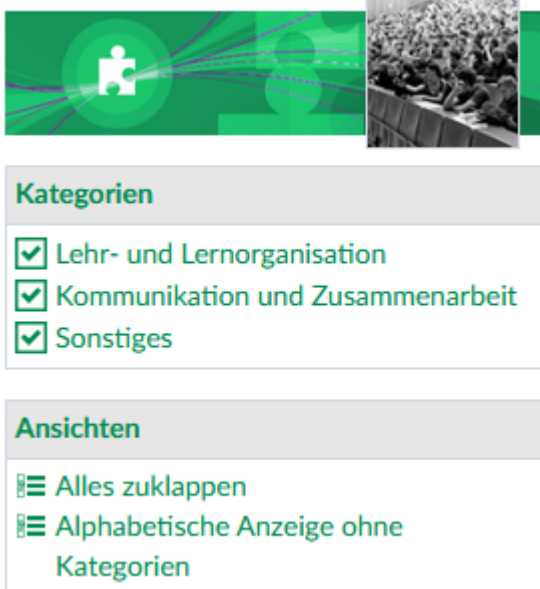 Kategorien
Lehr- und Lernorganisation
Kommunikation und Zusammenarbeit
Sonstiges
Ansichten
Alles zuklappen
Alphabetische Anzeige ohne
Kategorien